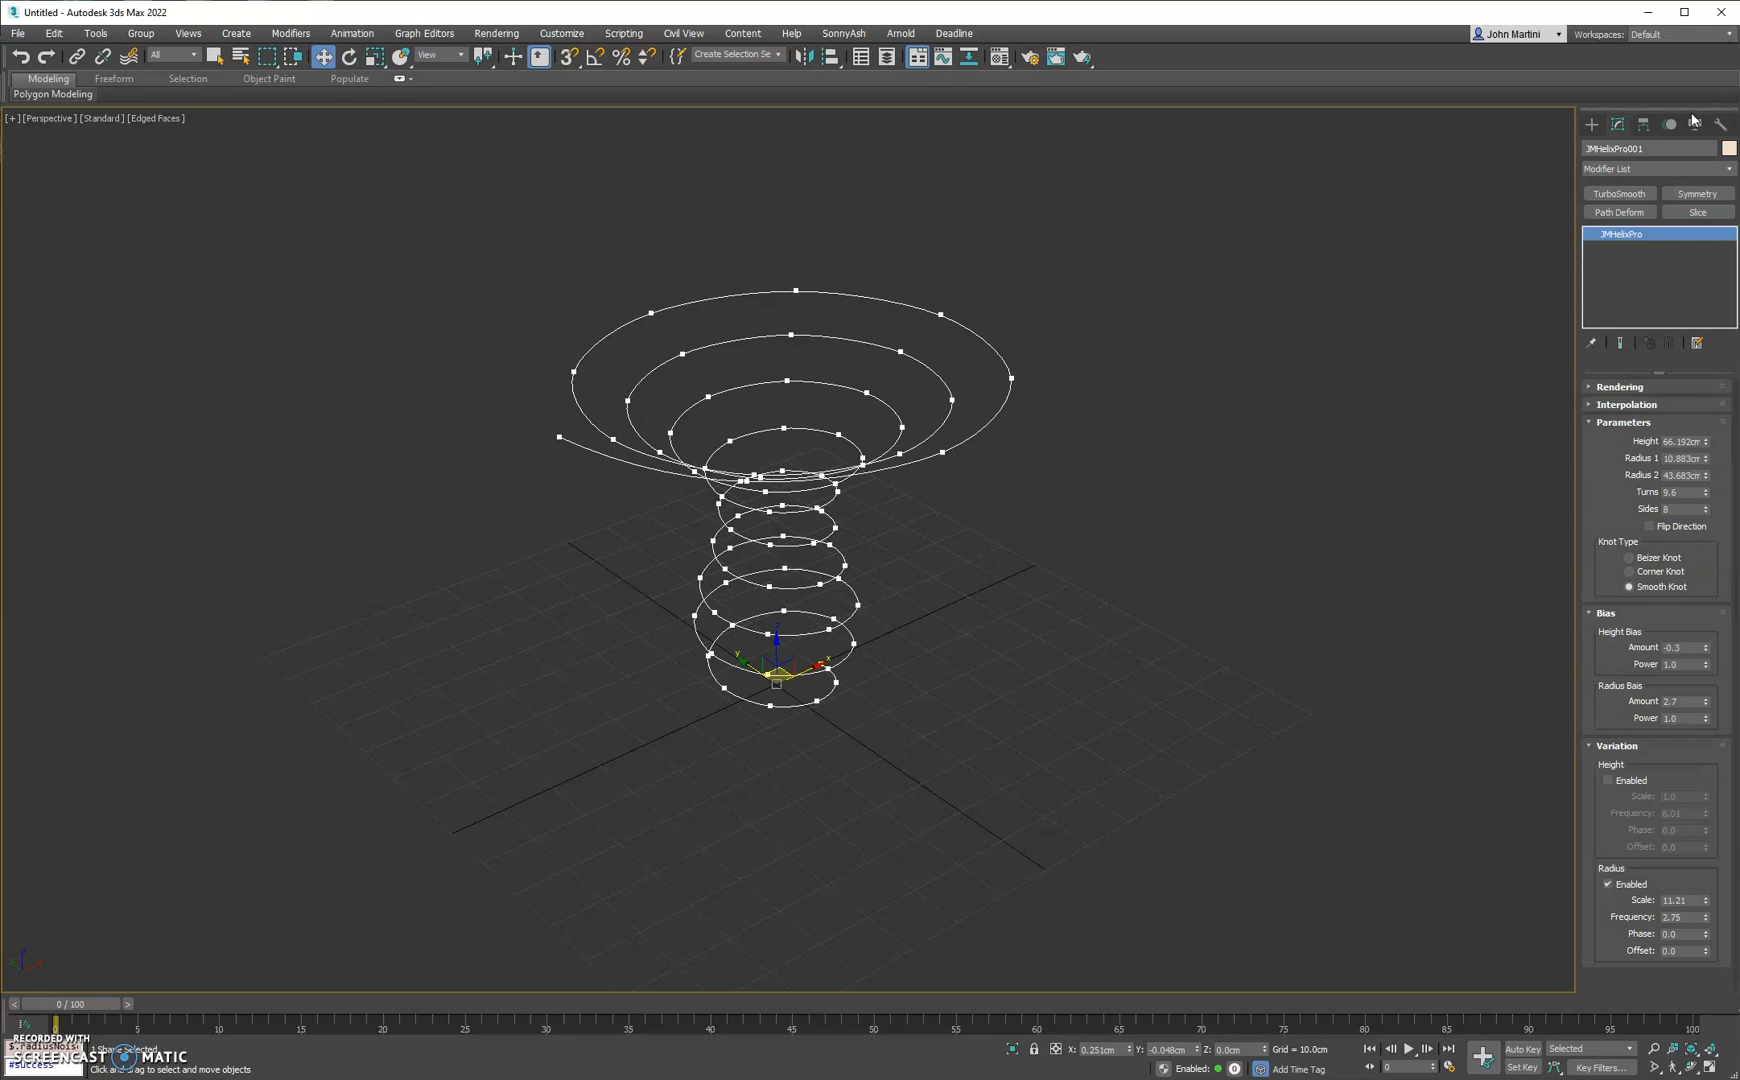 Untitled - Autodesk 3ds Max 2022
File Edit Tools Group Views Create Modifiers Animation Graph Editors Rendering Customize Scripting Civil View Content Help SonnyAsh Arnold Deadline
John Martini Workspaces: Default
All View Create Selection Se
Modeling Freeform Selection Object Paint Populate
Polygon Modeling
[+] [Perspective ] [Standard ] [Edged Faces ]
JMHelixPro001
Modifier List
TurboSmooth Symmetry
Path Deform Slice
JMHelixPro
Rendering
Interpolation
Parameters
Height 66.192cm
Radius 1 10.883cm
Radius 2 43.683cm
Turns 9.6
Sides 8
Flip Direction
Knot Type
Beizer Knot
Corner Knot
Smooth Knot
Bias
Height Bias
Amount -0.3
Power 1.0
Radius Bais
Amount 2.7
Power 1.0
Variation
Height
Enabled
Scale: 1.0
Frequency: 6.01
Phase: 0.0
Offset: 0.0
Radius
Enabled
Scale: 11.21
Frequency: 2.75
Phase: 0.0
Offset: 0.0
z
y x
< 0 / 100 >
0 5 10 15 20 25 30 35 40 45 50 55 60 65 70 75 80 85 90 95 100
RECORDED WITH
SCREENCAST MATIC
$.radiusNois
#success
1 Shape Selected
Click and drag to select and move objects
X: 0.251cm Y: -0.048cm Z: 0.0cm Grid = 10.0cm
Enabled: Add Time Tag
0
Auto Key Selected
Set Key Key Filters...